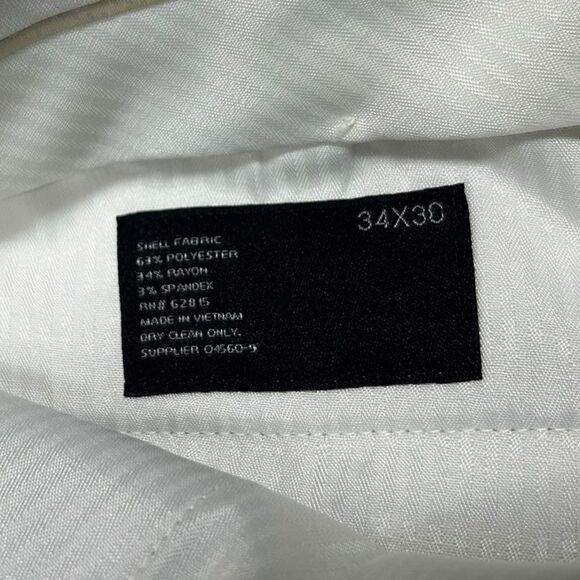 34X30
SHELL FABRIC
63% POLYESTER
34% RAYON
3% SPANDEX
RN# 62815
MADE IN VIETNAM
DRY CLEAN ONLY.
SUPPLIER 04560-9